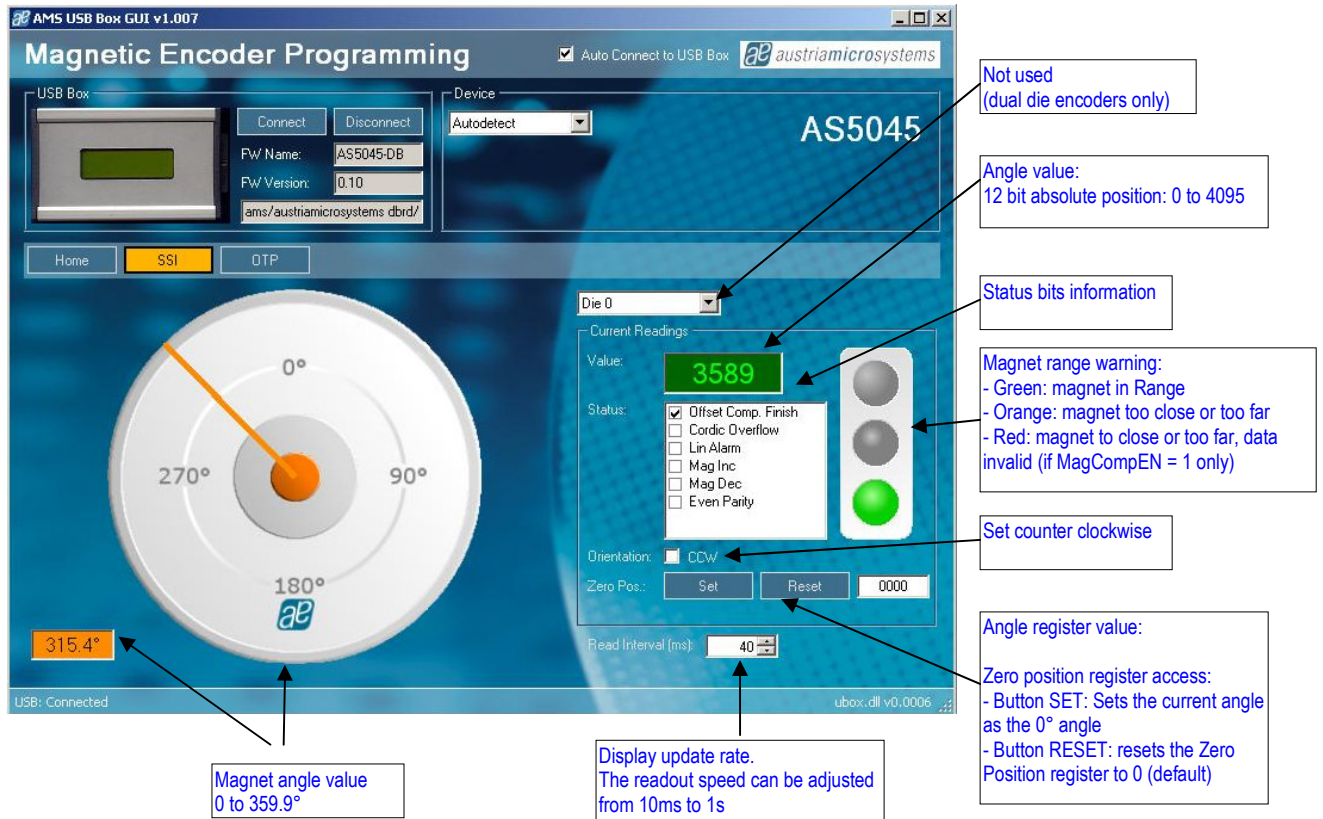 AMS USB Box GUI v1.007
Magnetic Encoder Programming
Auto Connect to USB Box
austriamicrosystems
USB Box
Connect
Disconnect
FW Name:
AS5045-DB
FW Version:
0.10
ams/austriamicrosystems dbrd/
Device
Autodetect
AS5045
Home
SSI
OTP
0°
90°
180°
270°
315.4°
Die 0
Current Readings
Value:
3589
Status:
Offset Comp. Finish
Cordic Overflow
Lin Alarm
Mag Inc
Mag Dec
Even Parity
Orientation:
CCW
Zero Pos.:
Set
Reset
0000
Read Interval (ms):
40
USB: Connected
ubox.dll v0.0006
Not used
(dual die encoders only)
Angle value:
12 bit absolute position: 0 to 4095
Status bits information
Magnet range warning:
- Green: magnet in Range
- Orange: magnet too close or too far
- Red: magnet to close or too far, data
invalid (if MagCompEN = 1 only)
Set counter clockwise
Angle register value:
Zero position register access:
- Button SET: Sets the current angle
as the 0° angle
- Button RESET: resets the Zero
Position register to 0 (default)
Magnet angle value
0 to 359.9°
Display update rate.
The readout speed can be adjusted
from 10ms to 1s